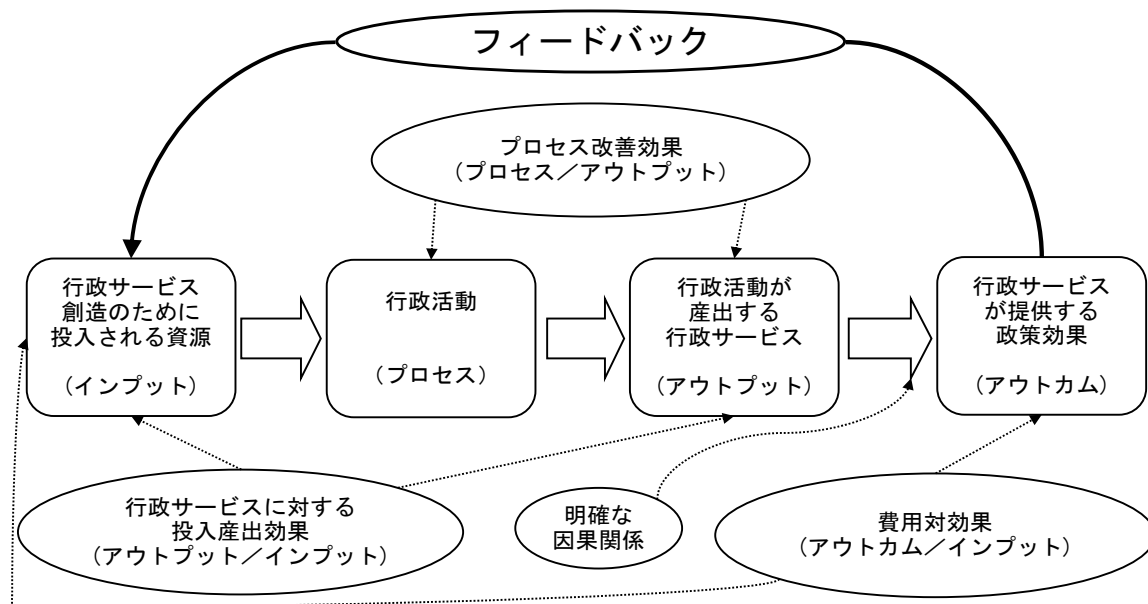 フィードバック
プロセス改善効果
(プロセス/アウトプット)
行政サービス
創造のために
投入される資源
(インプット)
行政活動
(プロセス)
行政活動が
産出する
行政サービス
(アウトプット)
行政サービス
が提供する
政策効果
(アウトカム)
行政サービスに対する
投入産出効果
(アウトプット/インプット)
明確な
因果関係
費用対効果
(アウトカム/インプット)